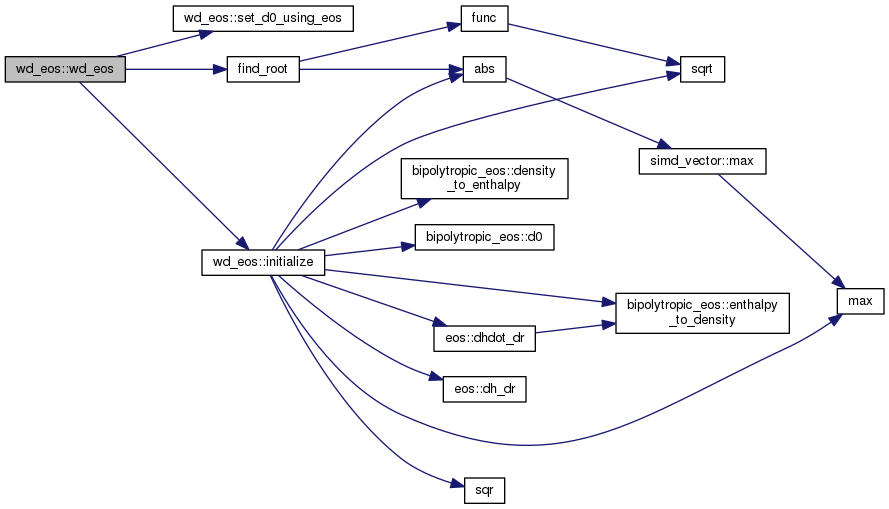 wd_eos::wd_eos
wd_eos::set_d0_using_eos
find_root
wd_eos::initialize
func
abs
sqrt
simd_vector::max
bipolytropic_eos::density
_to_enthalpy
bipolytropic_eos::d0
bipolytropic_eos::enthalpy
_to_density
max
eos::dhdot_dr
eos::dh_dr
sqr